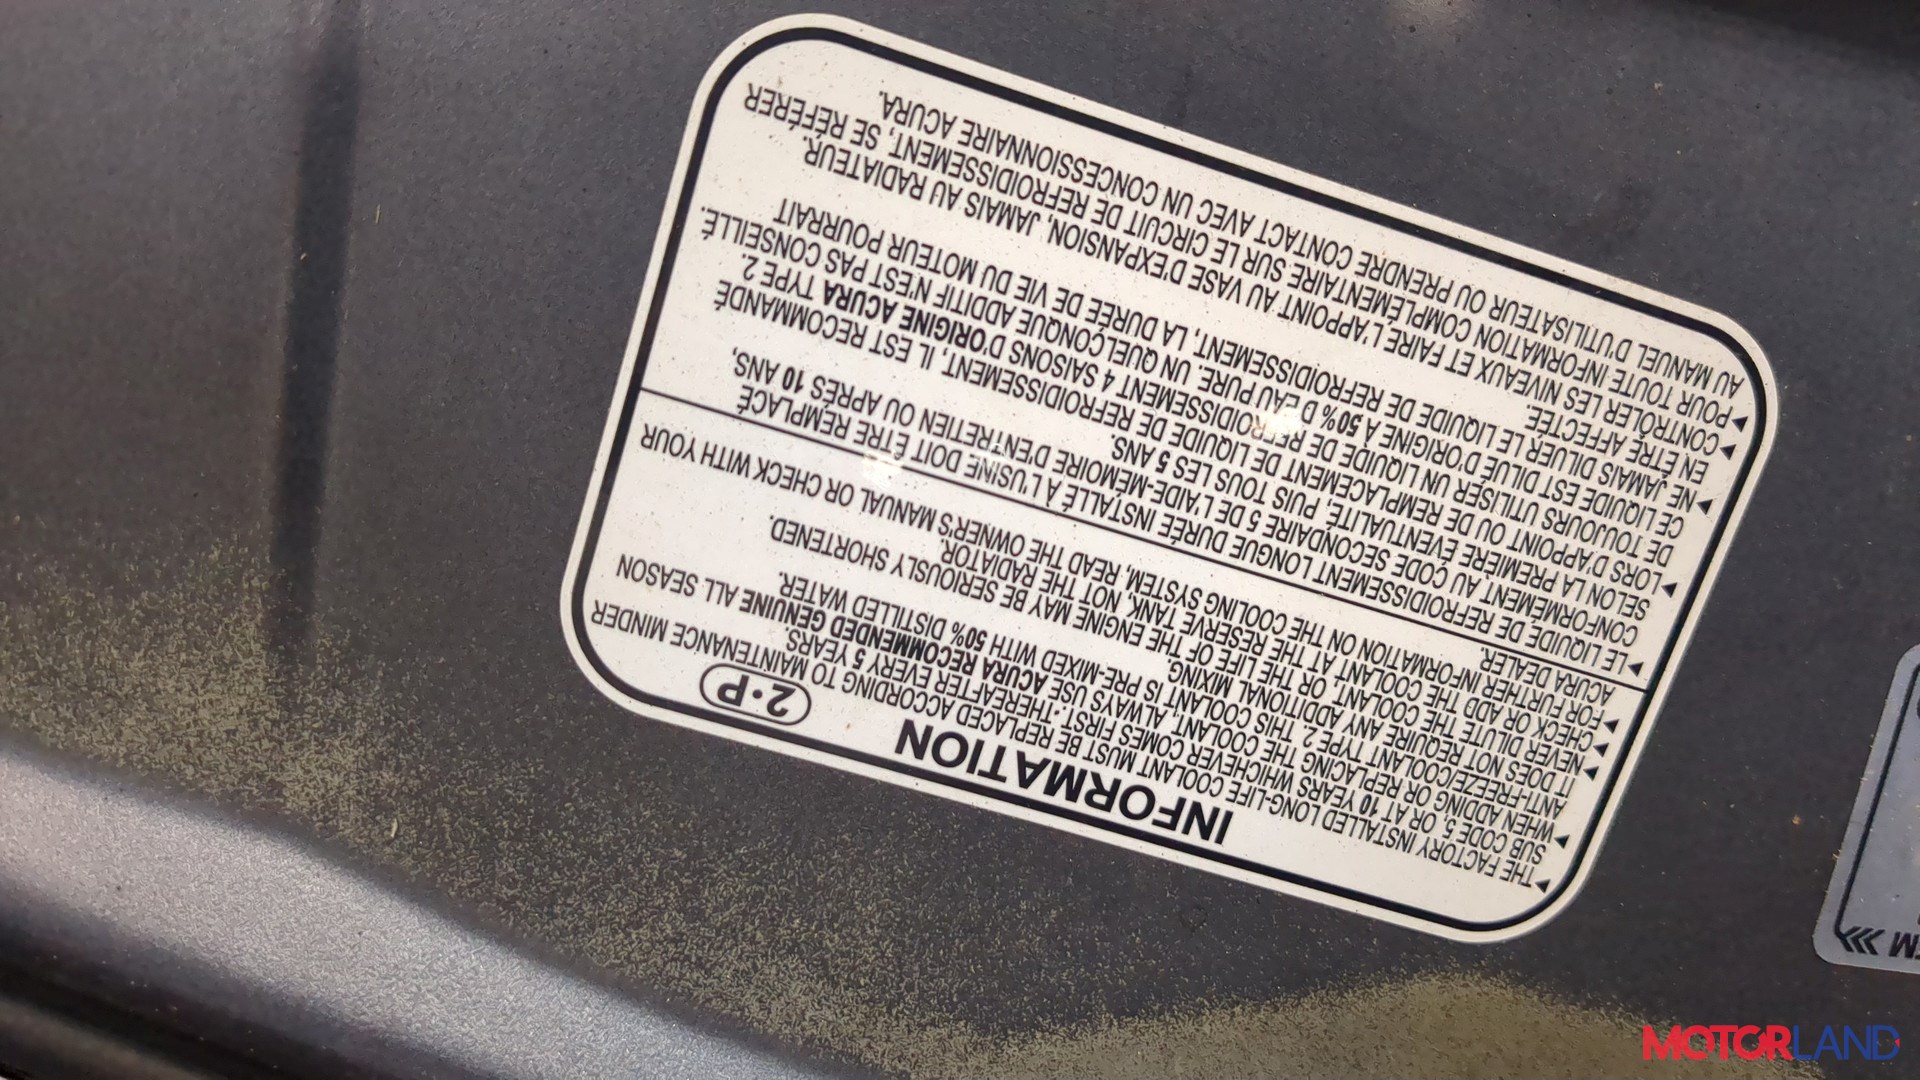 INFORMATION
2·P
▶ THE FACTORY INSTALLED LONG-LIFE COOLANT MUST BE REPLACED ACCORDING TO MAINTENANCE MINDER
SUB CODE 5, OR AT 10 YEARS WHICHEVER COMES FIRST. THEREAFTER EVERY 5 YEARS.
▶ WHEN ADDING OR REPLACING THE COOLANT, ALWAYS USE ACURA RECOMMENDED GENUINE ALL SEASON
ANTI-FREEZE/COOLANT TYPE 2. THIS COOLANT IS PRE-MIXED WITH 50% DISTILLED WATER.
IT DOES NOT REQUIRE ANY ADDITIONAL MIXING.
▶ NEVER DILUTE THE COOLANT, OR THE LIFE OF THE ENGINE MAY BE SERIOUSLY SHORTENED.
▶ CHECK OR ADD THE COOLANT AT THE RESERVE TANK, NOT THE RADIATOR.
▶ FOR FURTHER INFORMATION ON THE COOLING SYSTEM, READ THE OWNER'S MANUAL OR CHECK WITH YOUR
ACURA DEALER.
▶ LE LIQUIDE DE REFROIDISSEMENT LONGUE DURÉE INSTALLÉ À L'USINE DOIT ÊTRE REMPLACÉ
CONFORMÉMENT AU CODE SECONDAIRE 5 DE L'AIDE-MÉMOIRE D'ENTRETIEN OU APRÈS 10 ANS,
SELON LA PREMIÈRE ÉVENTUALITÉ, PUIS TOUS LES 5 ANS.
▶ LORS D'APPOINT OU DE REMPLACEMENT DE LIQUIDE DE REFROIDISSEMENT, IL EST RECOMMANDÉ
DE TOUJOURS UTILISER UN LIQUIDE DE REFROIDISSEMENT 4 SAISONS D'ORIGINE ACURA TYPE 2.
CE LIQUIDE EST DILUÉ D'ORIGINE À 50% D'EAU PURE. UN QUELCONQUE ADDITIF N'EST PAS CONSEILLÉ.
▶ NE JAMAIS DILUER LE LIQUIDE DE REFROIDISSEMENT, LA DURÉE DE VIE DU MOTEUR POURRAIT
EN ÊTRE AFFECTÉE.
▶ CONTRÔLER LES NIVEAUX ET FAIRE L'APPOINT AU VASE D'EXPANSION, JAMAIS AU RADIATEUR.
▶ POUR TOUTE INFORMATION COMPLÉMENTAIRE SUR LE CIRCUIT DE REFROIDISSEMENT, SE RÉFÉRER
AU MANUEL D'UTILISATEUR OU PRENDRE CONTACT AVEC UN CONCESSIONNAIRE ACURA.
MOTORLAND